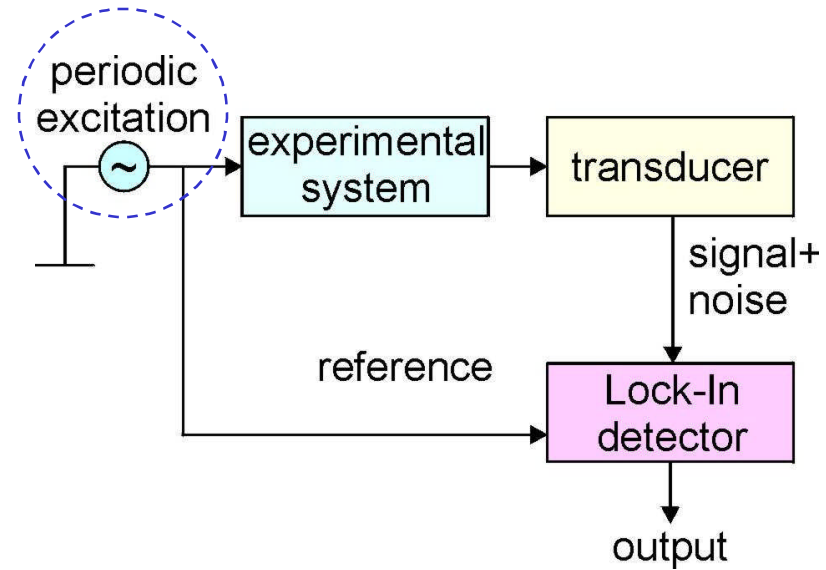 periodic
excitation
~
experimental
system
transducer
signal+
noise
reference
Lock-In
detector
output